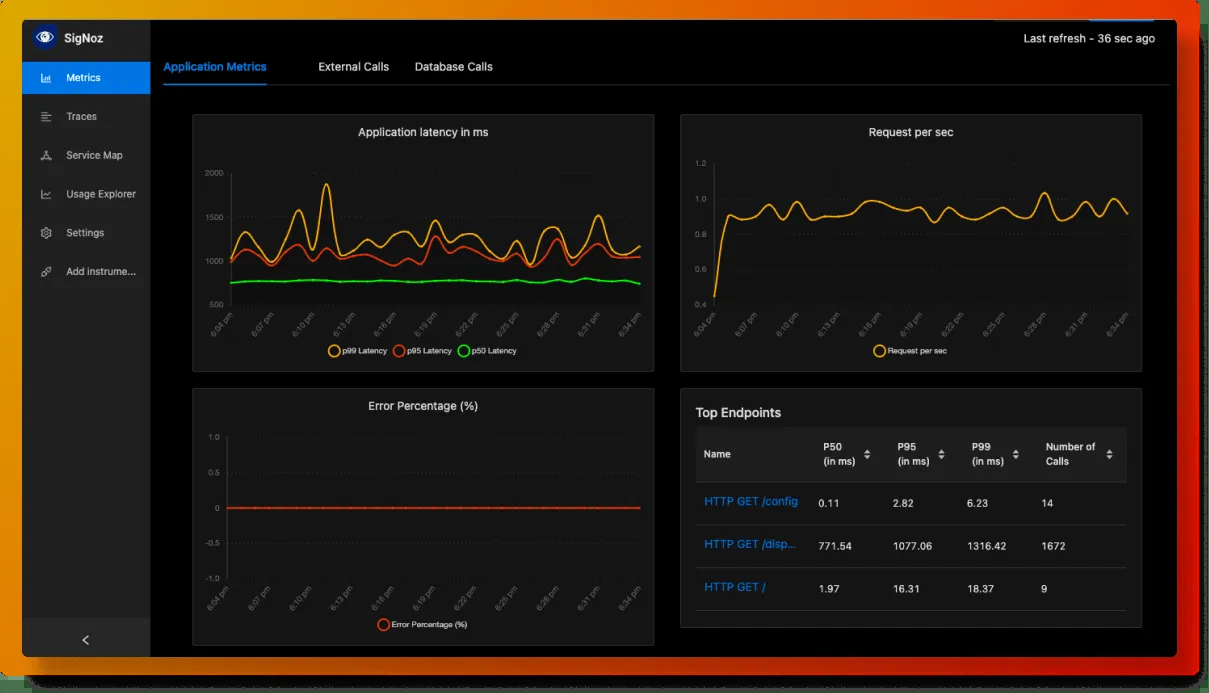 SigNoz
Last refresh - 36 sec ago
Metrics
Traces
Service Map
Usage Explorer
Settings
Add instrume...
Application Metrics External Calls Database Calls
Application latency in ms
2000
1500
1000
500
6:04 pm 6:07 pm 6:10 pm 6:13 pm 6:16 pm 6:19 pm 6:22 pm 6:25 pm 6:28 pm 6:31 pm 6:34 pm
p99 Latency p95 Latency p50 Latency
Request per sec
1.2
1.0
0.8
0.6
0.4
6:04 pm 6:07 pm 6:10 pm 6:13 pm 6:16 pm 6:19 pm 6:22 pm 6:25 pm 6:28 pm 6:31 pm 6:34 pm
Request per sec
Error Percentage (%)
1.0
0.5
0
-0.5
-1.0
6:04 pm 6:07 pm 6:10 pm 6:13 pm 6:16 pm 6:19 pm 6:22 pm 6:25 pm 6:28 pm 6:31 pm 6:34 pm
Error Percentage (%)
Top Endpoints
Name P50 (in ms) P95 (in ms) P99 (in ms) Number of Calls
HTTP GET /config 0.11 2.82 6.23 14
HTTP GET /disp... 771.54 1077.06 1316.42 1672
HTTP GET / 1.97 16.31 18.37 9